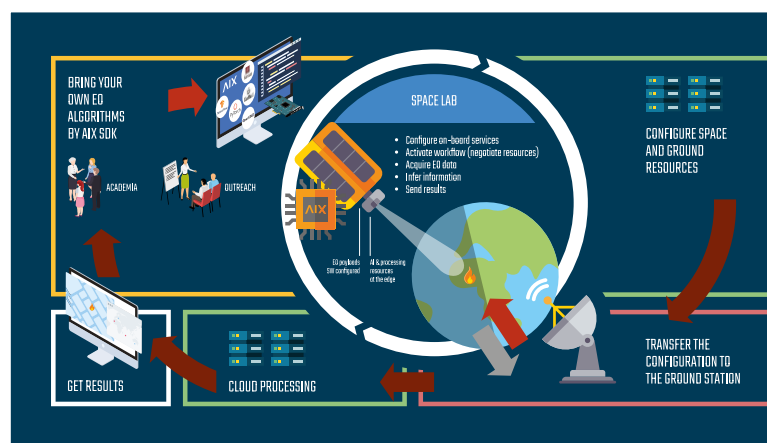 BRING YOUR
OWN EO
ALGORITHMS
BY AIX SDK
AIX
ACADEMIA
OUTREACH
SPACE LAB
• Configure on-board services
• Activate workflow (negotiate resources)
• Acquire EO data
• Infer information
• Send results
AIX
EO payloads
SW configured
AI & processing
resources
at the edge
CONFIGURE SPACE
AND GROUND
RESOURCES
TRANSFER THE
CONFIGURATION TO
THE GROUND STATION
CLOUD PROCESSING
GET RESULTS